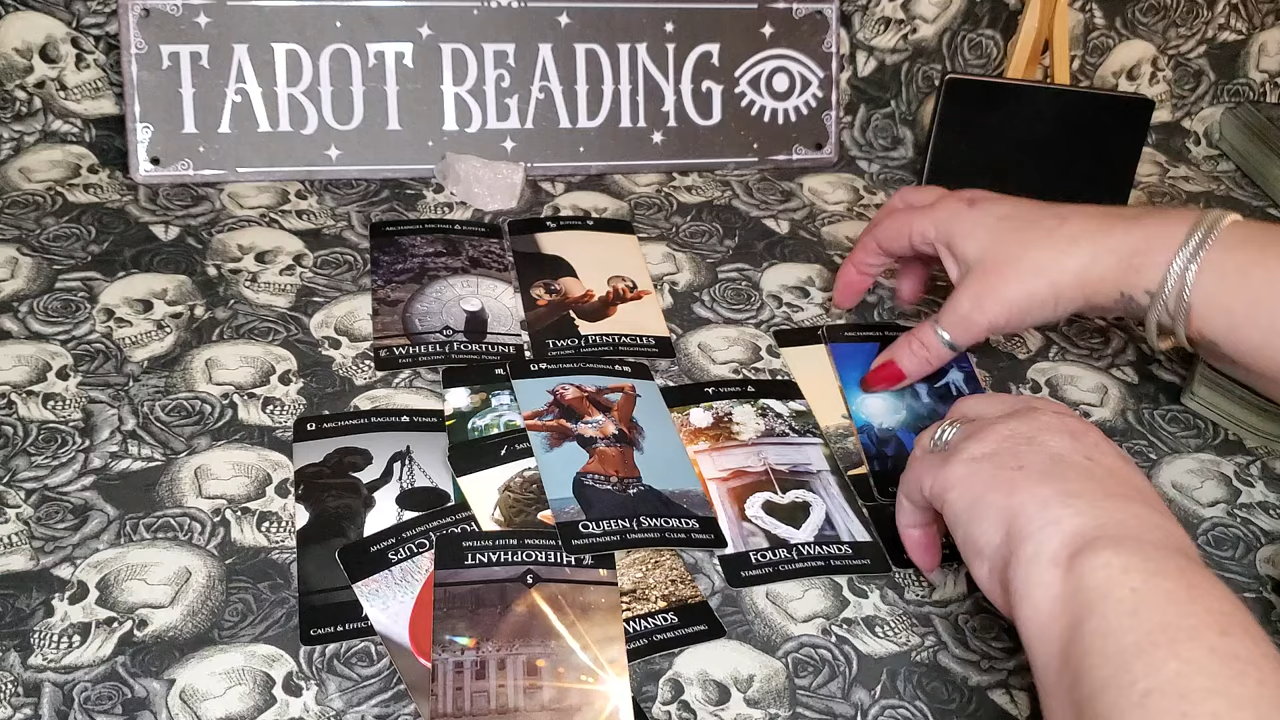 TAROT READING
· ARCHANGEL MICHAEL JUPITER ·
10
the WHEEL of FORTUNE
FATE · DESTINY · TURNING POINT
· JUPITER ·
TWO of PENTACLES
OPTIONS · IMBALANCE · NEGOTIATION
MUTABLE/CARDINAL
QUEEN of SWORDS
INDEPENDENT · UNBIASED · CLEAR · DIRECT
· VENUS ·
FOUR of WANDS
STABILITY · CELEBRATION · EXCITEMENT
· ARCHANGEL
· ARCHANGEL RAGUEL VENUS ·
CAUSE & EFFECT
OPPORTUNITIES · APATHY
CUPS
WISDOM · BELIEF SYSTEMS
the HIEROPHANT
5
WANDS
OVEREXTENDING